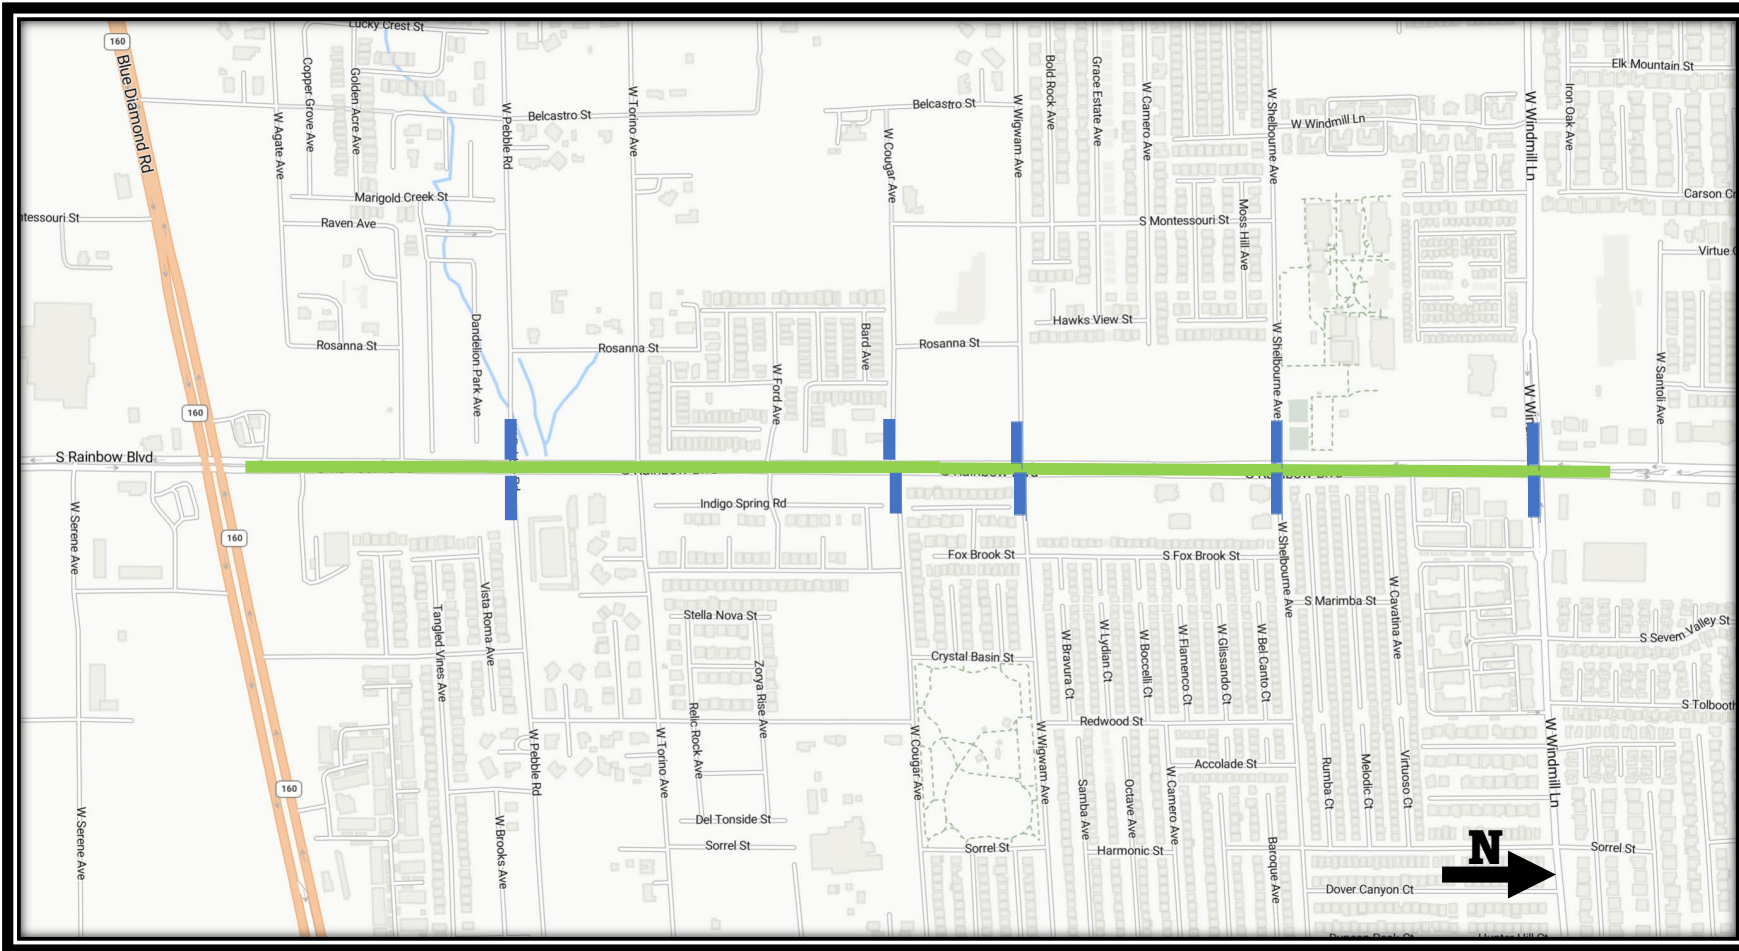 Lucky Crest St
160
Elk Mountain St
Blue Diamond Rd
Copper Grove Ave
Golden Acre Ave
W Agate Ave
W Pebble Rd
Belcastro St
W Torino Ave
Belcastro St
W Cougar Ave
W Wigwam Ave
Bold Rock Ave
Grace Estate Ave
W Camero Ave
W Shelbourne Ave
W Windmill Ln
W Windmill Ln
Iron Oak Ave
Marigold Creek St
Carson Cr
ntessouri St
Raven Ave
S Montessouri St
Moss Hill Ave
Virtue C
Hawks View St
Rosanna St
Dandelion Park Ave
Rosanna St
W Ford Ave
Bard Ave
Rosanna St
W Shelbourne Ave
W Santoli Ave
W Win
160
S Rainbow Blvd
S Rainbow Blvd
S Rainbow Blvd
Rd
W Serene Ave
Indigo Spring Rd
160
Fox Brook St
S Fox Brook St
W Shelbourne Ave
Tangled Vines Ave
Vista Roma Ave
Stella Nova St
S Marimba St
W Cavatina Ave
S Severn Valley St
W Bravura Ct
W Lydian Ct
W Boccelli Ct
W Flamenco Ct
W Glissando Ct
W Bel Canto Ct
Crystal Basin St
Zorya Rise Ave
Relic Rock Ave
S Tolbooth
Redwood St
W Pebble Rd
W Torino Ave
W Cougar Ave
W Wigwam Ave
W Windmill Ln
Accolade St
Rumba Ct
Melodic Ct
Virtuoso Ct
160
Samba Ave
Octave Ave
W Camero Ave
W Serene Ave
W Brooks Ave
Del Tonside St
Sorrel St
Sorrel St
Harmonic St
Baroque Ave
N
Sorrel St
Dover Canyon Ct